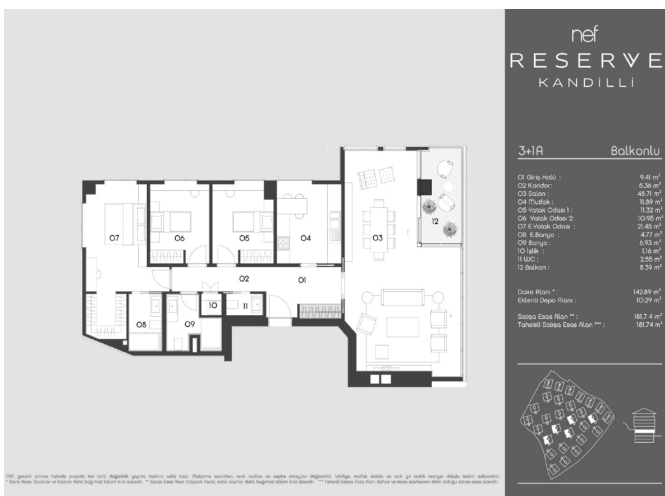 nef
RESERVE
KANDİLLİ
3+1A Balkonlu
01 Giriş Holü : 9.41 m²
02 Koridor: 8.36 m²
03 Salon : 48.71 m²
04 Mutfak : 11.89 m²
05 Yatak Odası 1 : 11.32 m²
06 Yatak Odası 2: 10.95 m²
07 E.Yatak Odası : 21.45 m²
08 E.Banyo : 4.77 m²
09 Banyo : 6.93 m²
10 Işlık : 1.16 m²
11 WC : 2.55 m²
12 Balkon : 8.39 m²
Daire Alanı * : 142.89 m²
Eklenti Depo Alanı : 10.29 m²
Satışa Esas Alan ** : 181.74 m²
Tahsisli Satışa Esas Alan *** : 181.74 m²
07
06
05
04
03
12
02
01
08
09
10
11